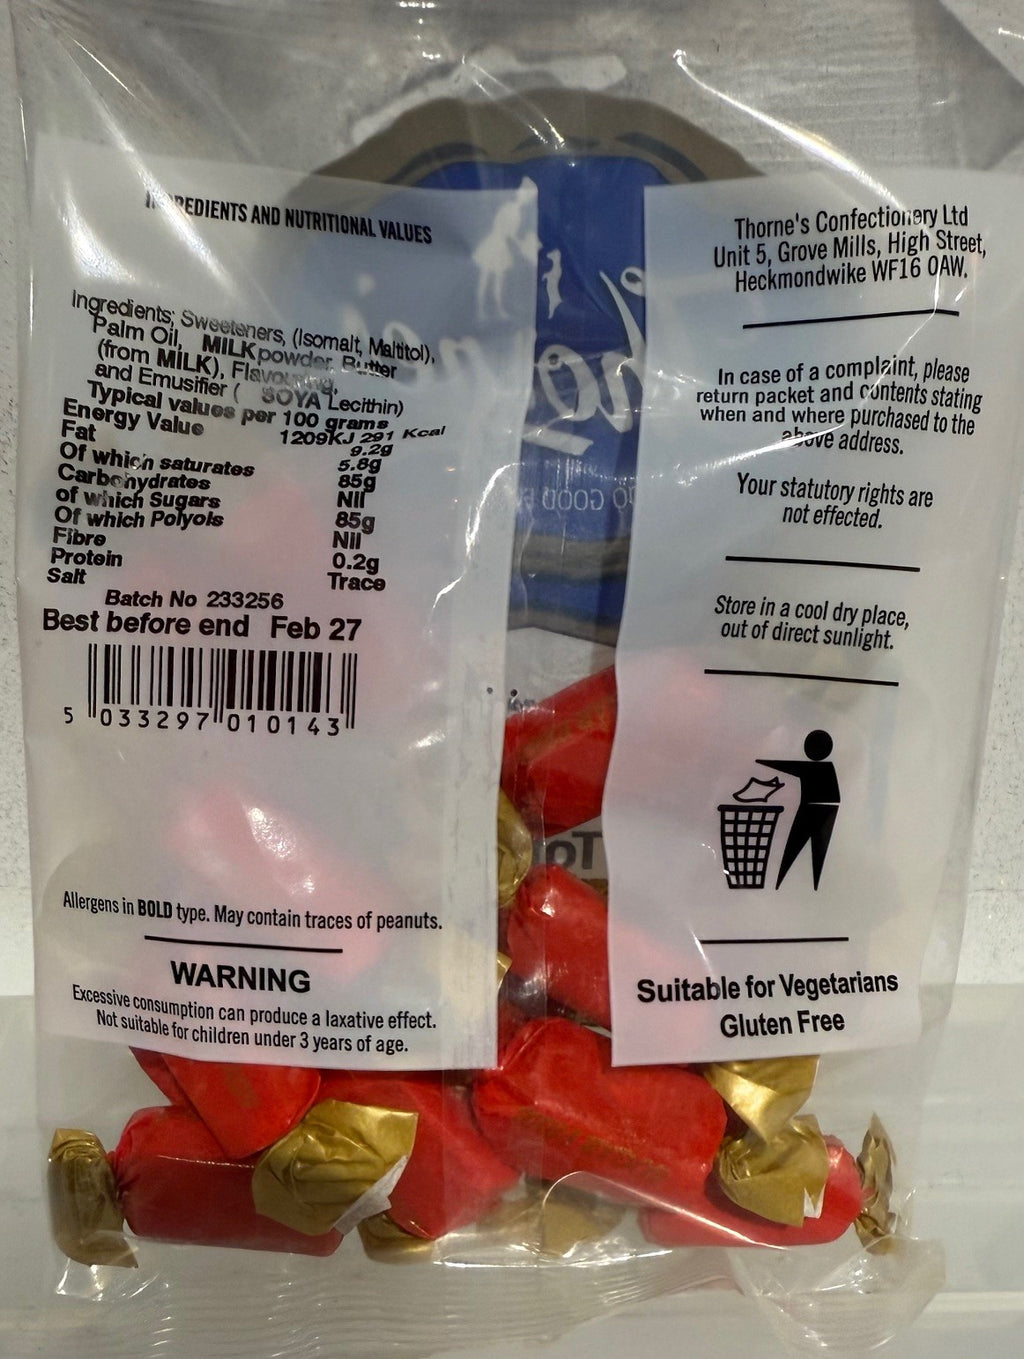 INGREDIENTS AND NUTRITIONAL VALUES
Ingredients; Sweeteners, (Isomalt, Maltitol),
Palm Oil, MILK powder, Butter
(from MILK), Flavouring,
and Emusifier ( SOYA Lecithin)
Typical values per 100 grams
Energy Value 1209KJ 291 Kcal
Fat 9.2g
Of which saturates 5.8g
Carbohydrates 85g
of which Sugars Nil
Of which Polyols 85g
Fibre Nil
Protein 0.2g
Salt Trace
Batch No 233256
Best before end Feb 27
5 033297 010143
Allergens in BOLD type. May contain traces of peanuts.
WARNING
Excessive consumption can produce a laxative effect.
Not suitable for children under 3 years of age.
Thorne's Confectionery Ltd
Unit 5, Grove Mills, High Street,
Heckmondwike WF16 0AW.
In case of a complaint, please
return packet and contents stating
when and where purchased to the
above address.
Your statutory rights are
not effected.
Store in a cool dry place,
out of direct sunlight.
Suitable for Vegetarians
Gluten Free